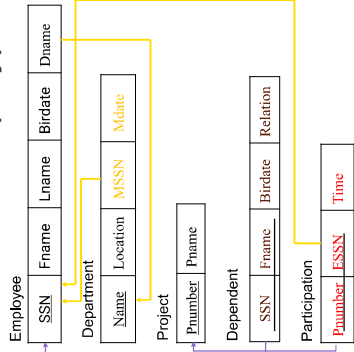 Employee
SSN Fname Lname Birdate Dname
Department
Name Location MSSN Mdate
Project
Pnumber Pname
Dependent
SSN Fname Birdate Relation
Participation
Pnumber ESSN Time